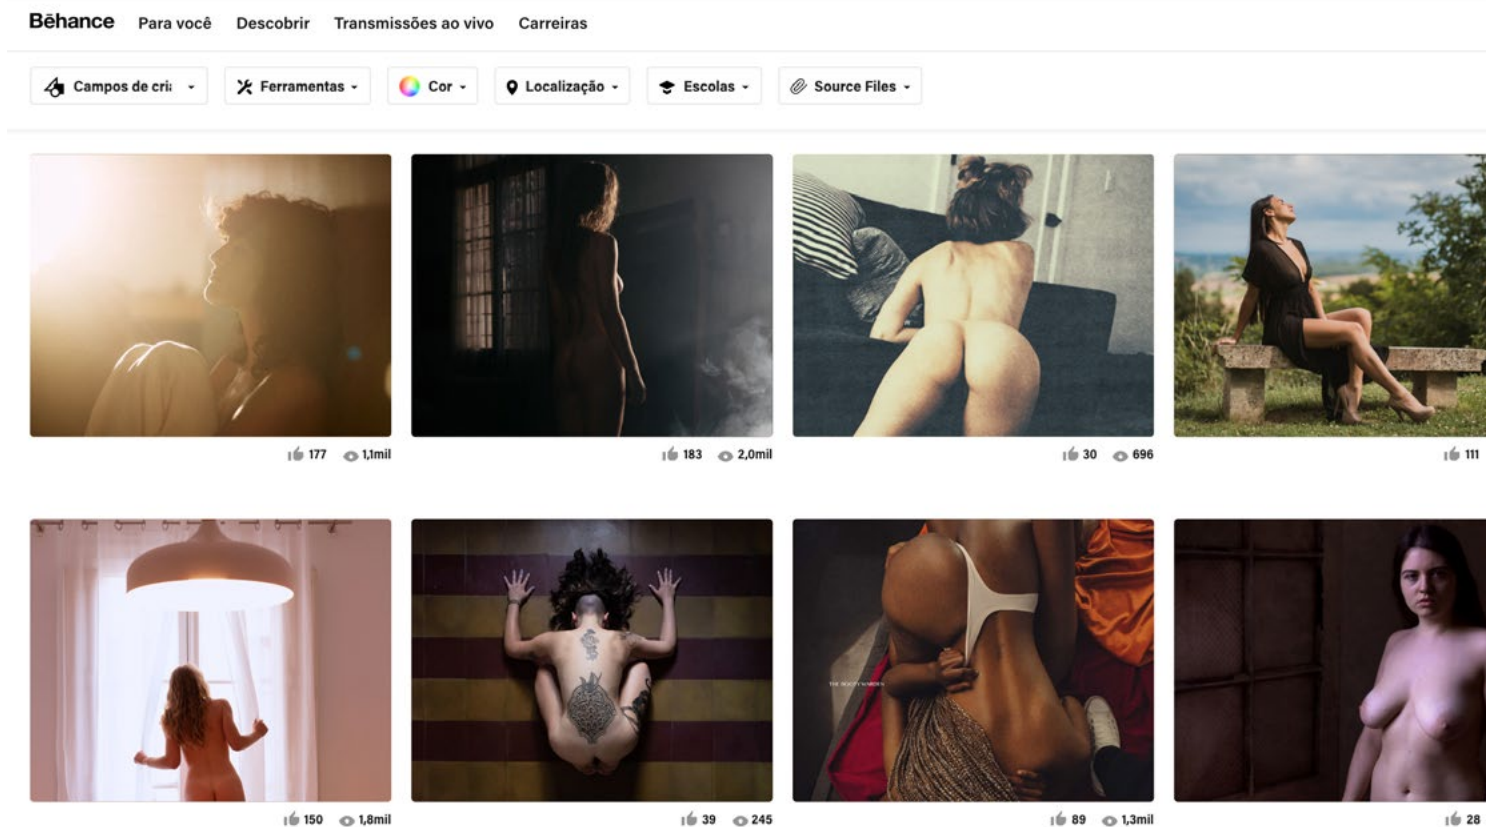 Bēhance Para você Descobrir Transmissões ao vivo Carreiras
Campos de cri Ferramentas Cor Localização Escolas Source Files
177 1,1mil
183 2,0mil
30 696
111
150 1,8mil
39 245
89 1,3mil
28